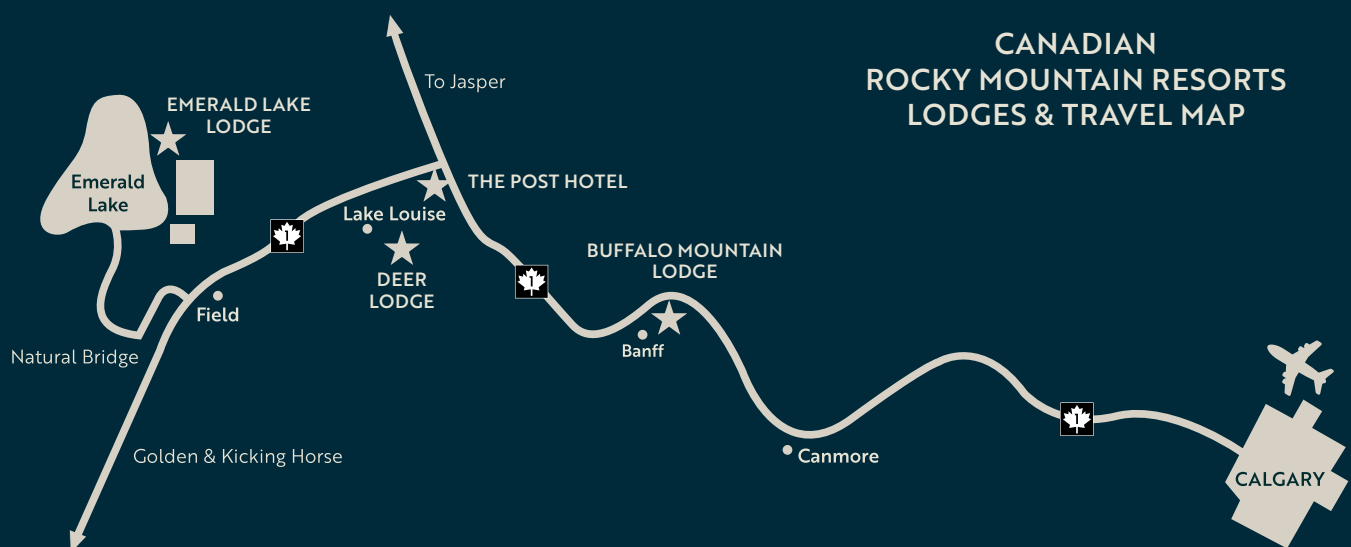 CANADIAN
ROCKY MOUNTAIN RESORTS
LODGES & TRAVEL MAP
To Jasper
EMERALD LAKE
LODGE
Emerald
Lake
THE POST HOTEL
Lake Louise
1
DEER
LODGE
BUFFALO MOUNTAIN
LODGE
1
Field
Banff
Natural Bridge
1
Golden & Kicking Horse
Canmore
CALGARY